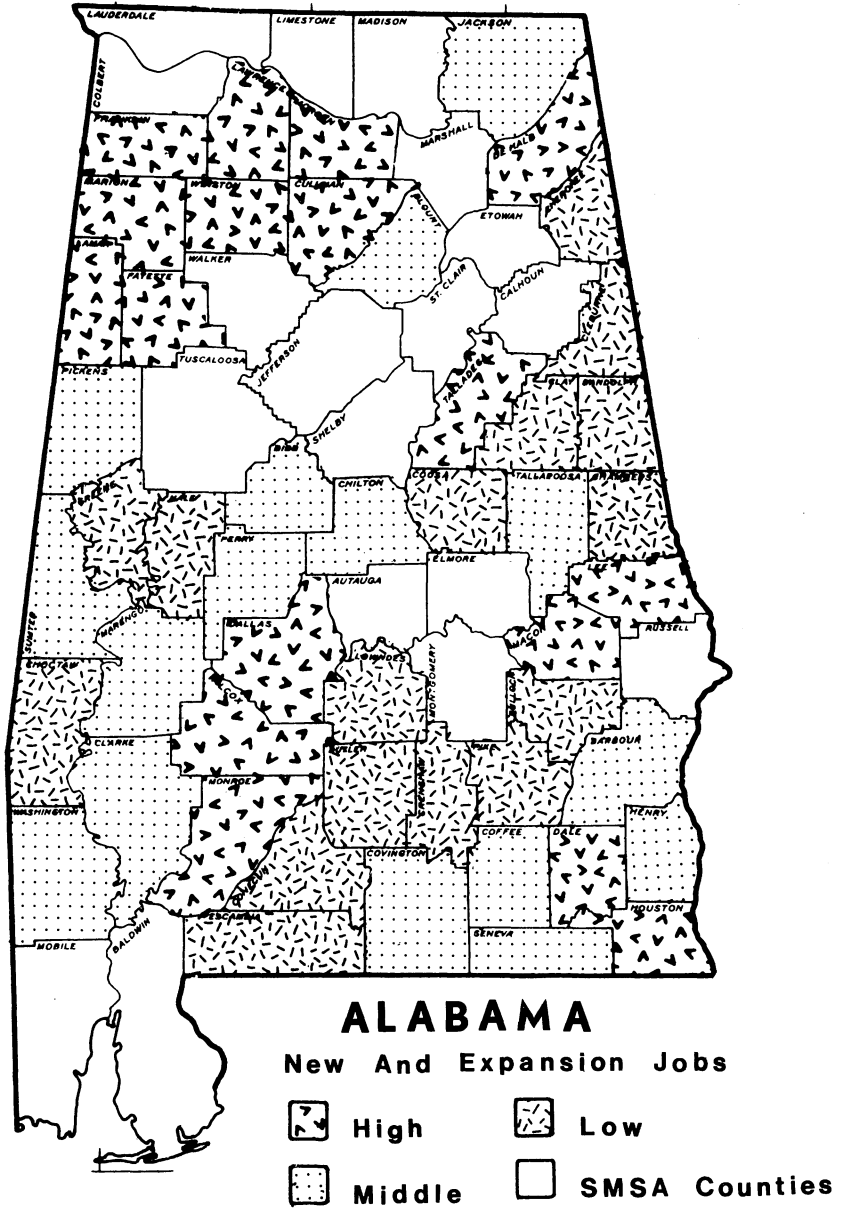 LAUDERDALE
LIMESTONE
MADISON
JACKSON
COLBERT
LAWRENCE
FRANKLIN
MARSHALL
DE KALB
CHEROKEE
MARION
WINSTON
CULLMAN
BLOUNT
ETOWAH
LAMAR
WALKER
FAYETTE
ST. CLAIR
CALHOUN
CLEBURNE
TUSCALOOSA
JEFFERSON
PICKENS
TALLADEGA
CLAY
RANDOLPH
SHELBY
BIBB
GREENE
HALE
CHILTON
COOSA
TALLAPOOSA
CHAMBERS
PERRY
ELMORE
LEE
AUTAUGA
SUMTER
MARENGO
DALLAS
MACON
RUSSELL
CHOCTAW
LOWNDES
MONTGOMERY
BULLOCK
WILCOX
CLARKE
BUTLER
CRENSHAW
PIKE
BARBOUR
MONROE
WASHINGTON
HENRY
COFFEE
DALE
COVINGTON
CONECUH
ESCAMBIA
HOUSTON
GENEVA
MOBILE
BALDWIN
ALABAMA
New And Expansion Jobs
High
Low
Middle
SMSA Counties